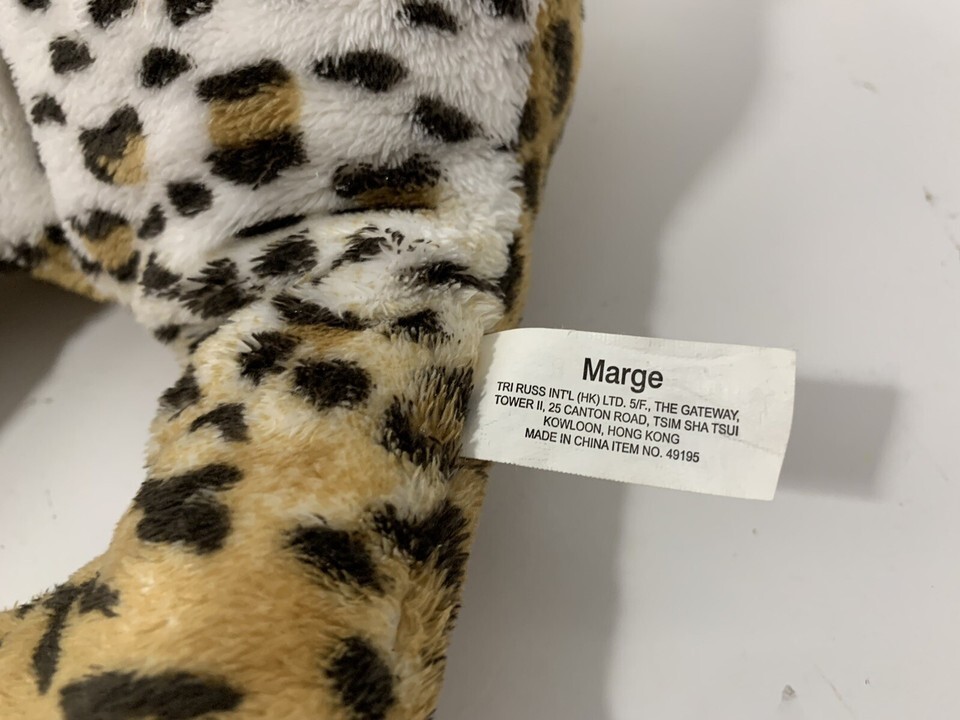 Marge
TRI RUSS INT'L (HK) LTD. 5/F., THE GATEWAY,
TOWER II, 25 CANTON ROAD, TSIM SHA TSUI
KOWLOON, HONG KONG
MADE IN CHINA ITEM NO. 49195